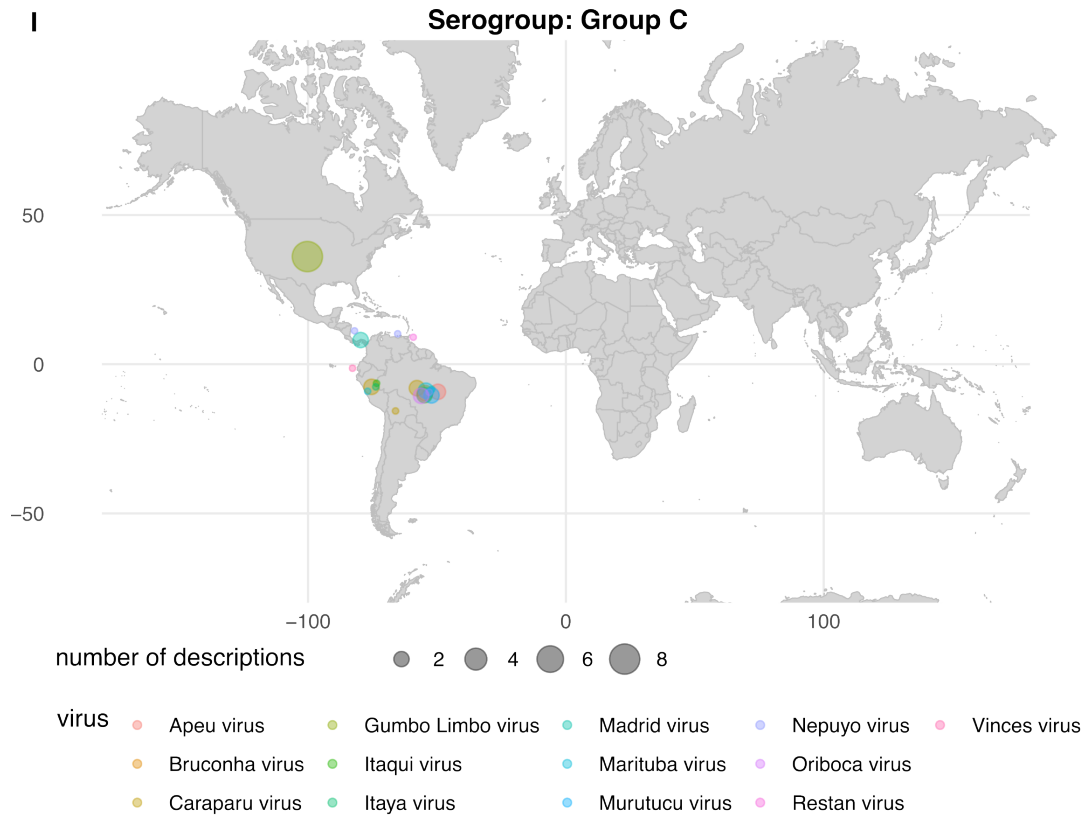 I
Serogroup: Group C
50
0
−50
−100 0 100
number of descriptions 2 4 6 8
virus Apeu virus Gumbo Limbo virus Madrid virus Nepuyo virus Vinces virus
Bruconha virus Itaqui virus Marituba virus Oriboca virus
Caraparu virus Itaya virus Murutucu virus Restan virus